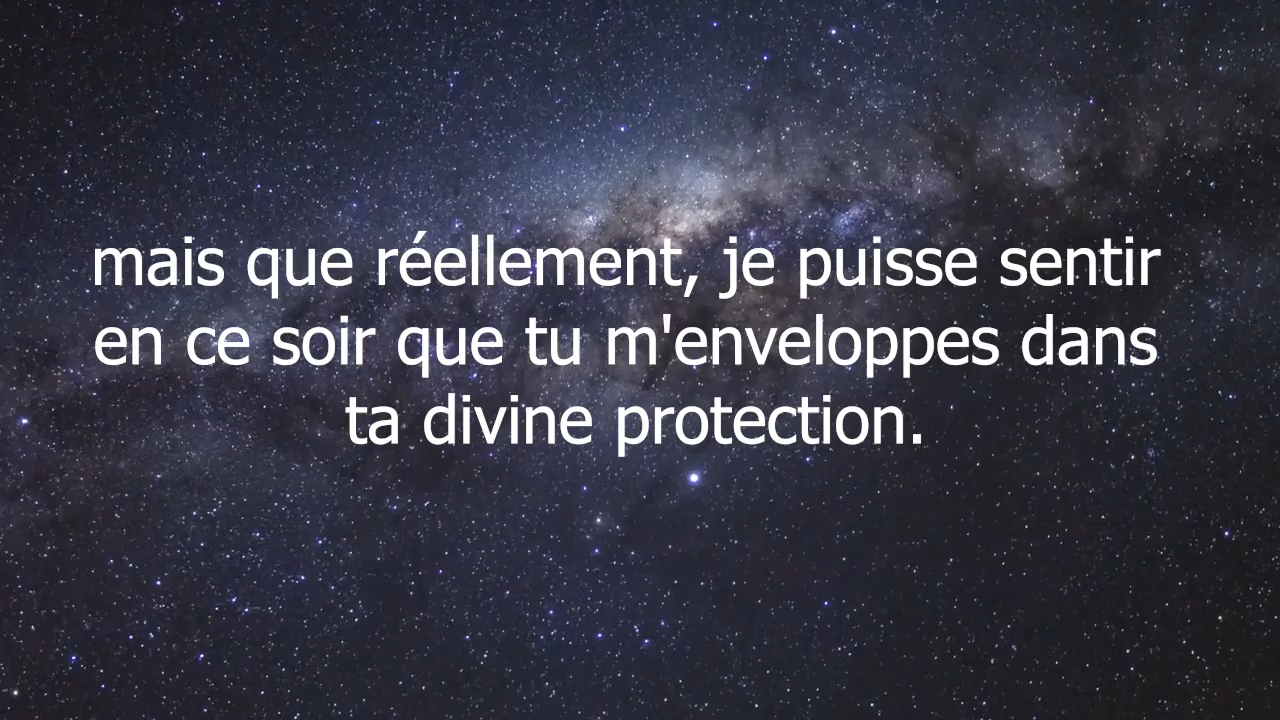 mais que réellement, je puisse sentir
en ce soir que tu m'enveloppes dans
ta divine protection.